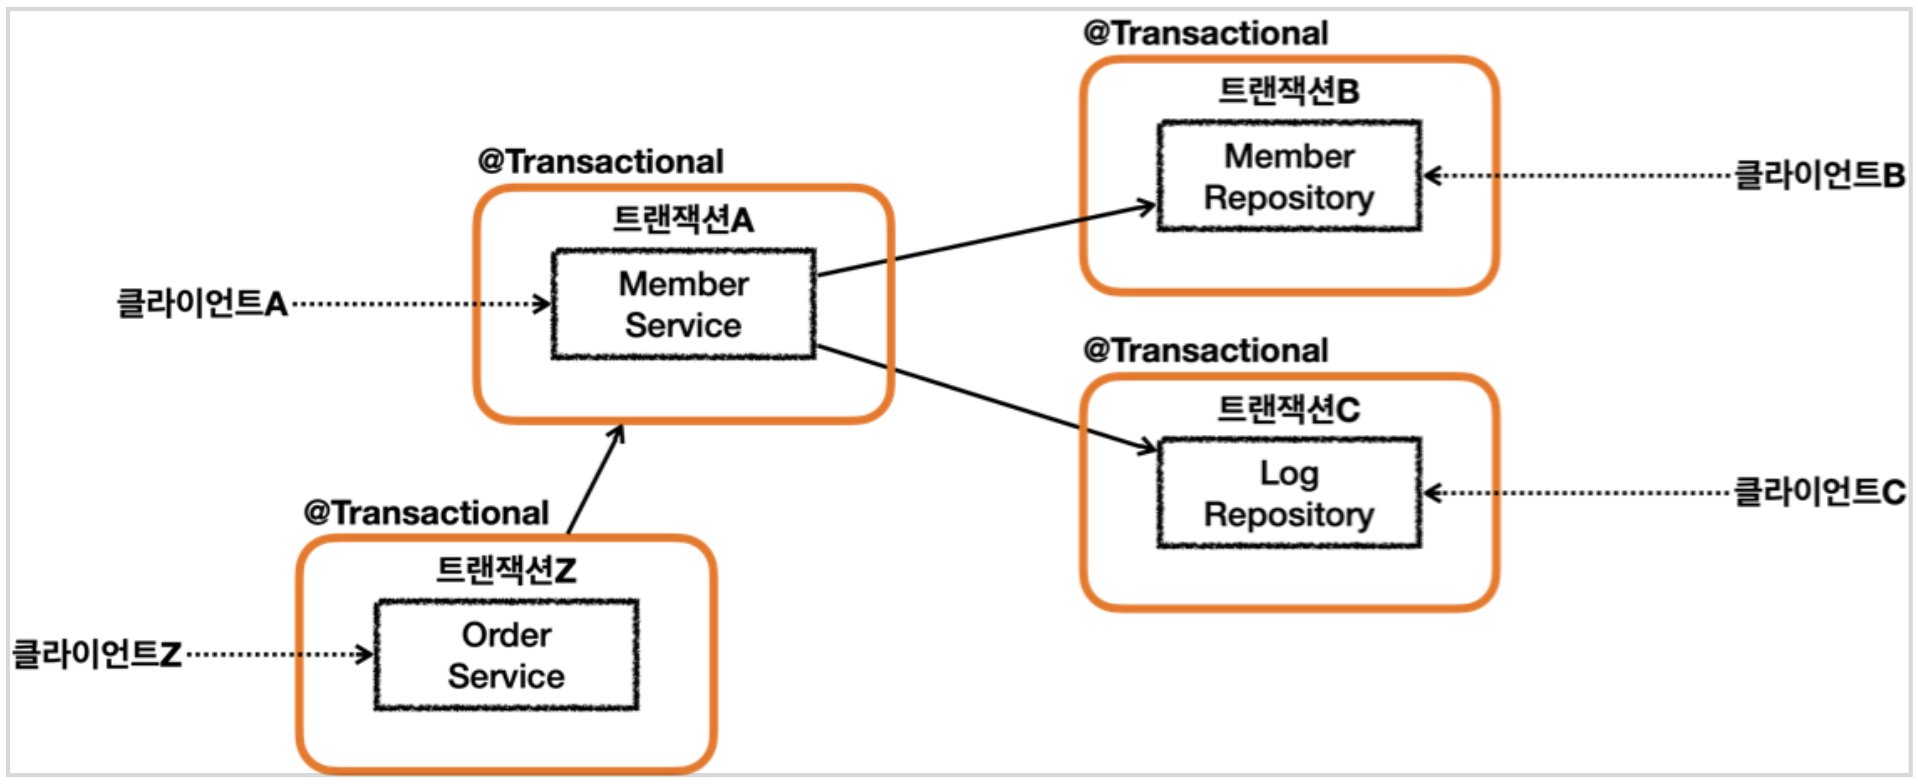 @Transactional
트랜잭션B
Member
Repository
클라이언트B
@Transactional
트랜잭션A
Member
Service
클라이언트A
@Transactional
트랜잭션C
Log
Repository
클라이언트C
@Transactional
트랜잭션Z
Order
Service
클라이언트Z